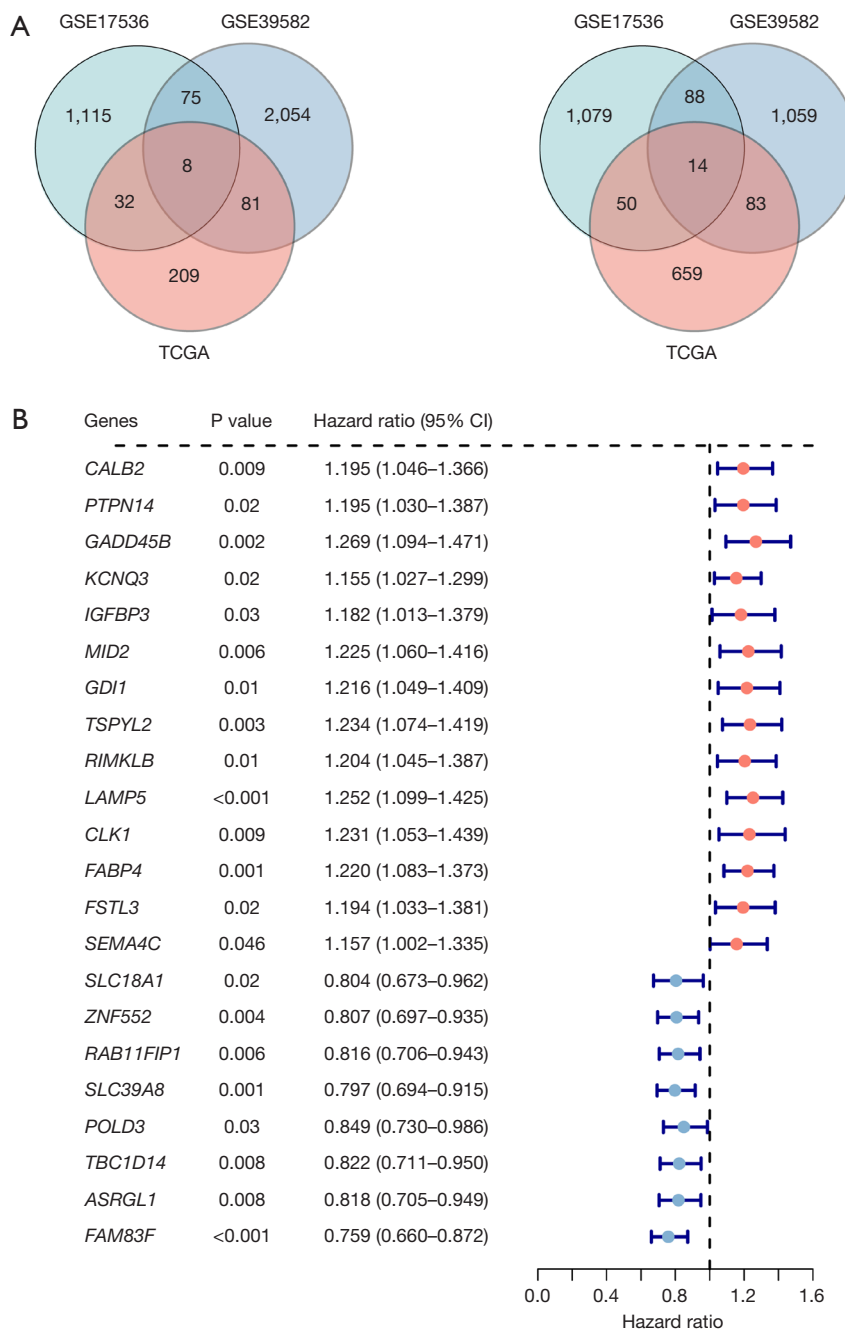 A
GSE17536 GSE39582 GSE17536 GSE39582
1,115 75 2,054 1,079 88 1,059
8 14
32 81 50 83
209 659
TCGA TCGA
B
Genes P value Hazard ratio (95% CI)
CALB2 0.009 1.195 (1.046–1.366)
PTPN14 0.02 1.195 (1.030–1.387)
GADD45B 0.002 1.269 (1.094–1.471)
KCNQ3 0.02 1.155 (1.027–1.299)
IGFBP3 0.03 1.182 (1.013–1.379)
MID2 0.006 1.225 (1.060–1.416)
GDI1 0.01 1.216 (1.049–1.409)
TSPYL2 0.003 1.234 (1.074–1.419)
RIMKLB 0.01 1.204 (1.045–1.387)
LAMP5 <0.001 1.252 (1.099–1.425)
CLK1 0.009 1.231 (1.053–1.439)
FABP4 0.001 1.220 (1.083–1.373)
FSTL3 0.02 1.194 (1.033–1.381)
SEMA4C 0.046 1.157 (1.002–1.335)
SLC18A1 0.02 0.804 (0.673–0.962)
ZNF552 0.004 0.807 (0.697–0.935)
RAB11FIP1 0.006 0.816 (0.706–0.943)
SLC39A8 0.001 0.797 (0.694–0.915)
POLD3 0.03 0.849 (0.730–0.986)
TBC1D14 0.008 0.822 (0.711–0.950)
ASRGL1 0.008 0.818 (0.705–0.949)
FAM83F <0.001 0.759 (0.660–0.872)
0.0 0.8 1.2 1.6
Hazard ratio